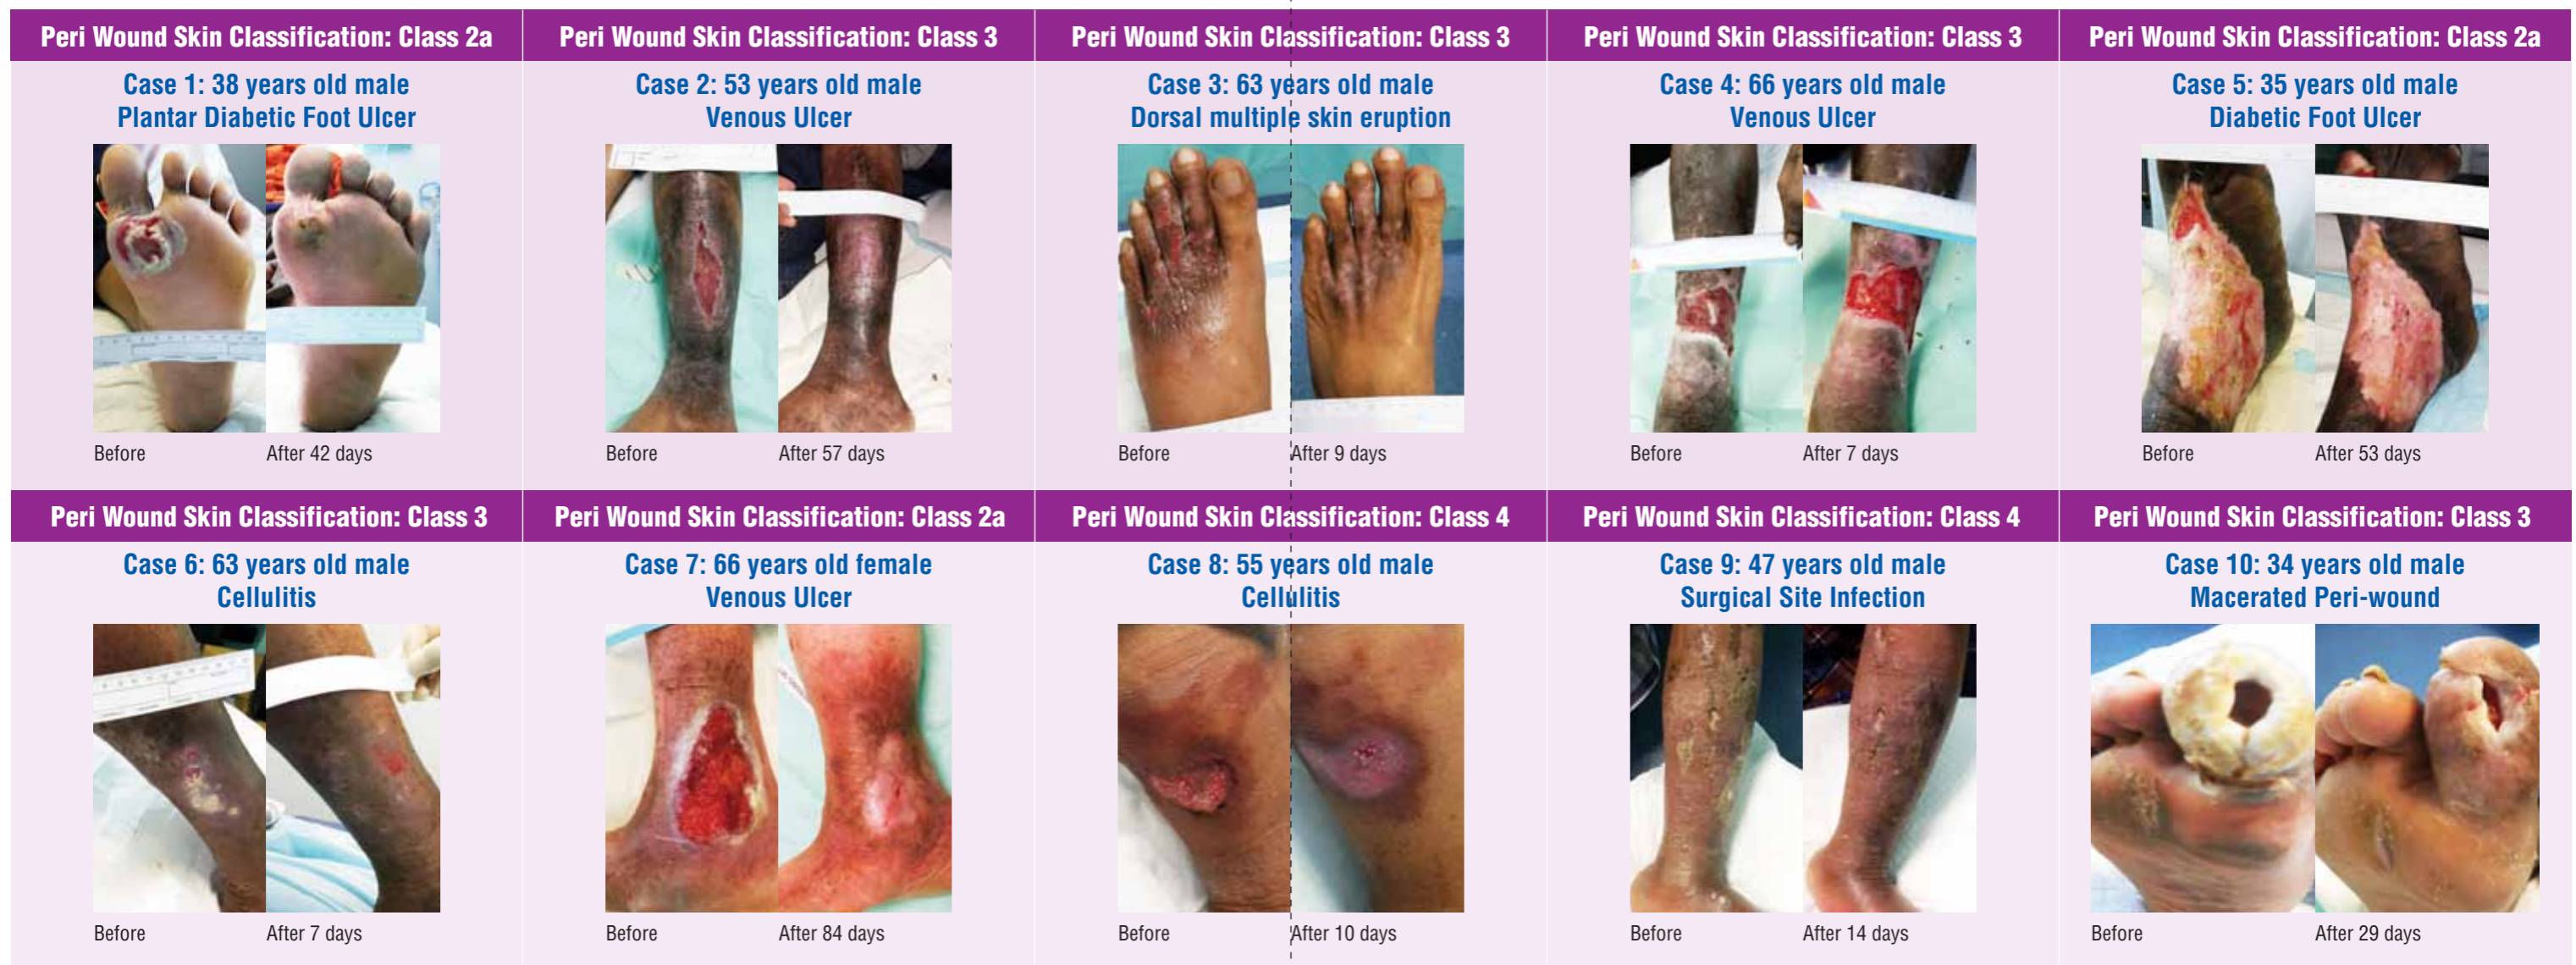 Peri Wound Skin Classification: Class 2a
Case 1: 38 years old male
Plantar Diabetic Foot Ulcer
Before
After 42 days
Peri Wound Skin Classification: Class 3
Case 2: 53 years old male
Venous Ulcer
Before
After 57 days
Peri Wound Skin Classification: Class 3
Case 3: 63 years old male
Dorsal multiple skin eruption
Before
After 9 days
Peri Wound Skin Classification: Class 3
Case 4: 66 years old male
Venous Ulcer
Before
After 7 days
Peri Wound Skin Classification: Class 2a
Case 5: 35 years old male
Diabetic Foot Ulcer
Before
After 53 days
Peri Wound Skin Classification: Class 3
Case 6: 63 years old male
Cellulitis
Before
After 7 days
Peri Wound Skin Classification: Class 2a
Case 7: 66 years old female
Venous Ulcer
Before
After 84 days
Peri Wound Skin Classification: Class 4
Case 8: 55 years old male
Cellulitis
Before
After 10 days
Peri Wound Skin Classification: Class 4
Case 9: 47 years old male
Surgical Site Infection
Before
After 14 days
Peri Wound Skin Classification: Class 3
Case 10: 34 years old male
Macerated Peri-wound
Before
After 29 days